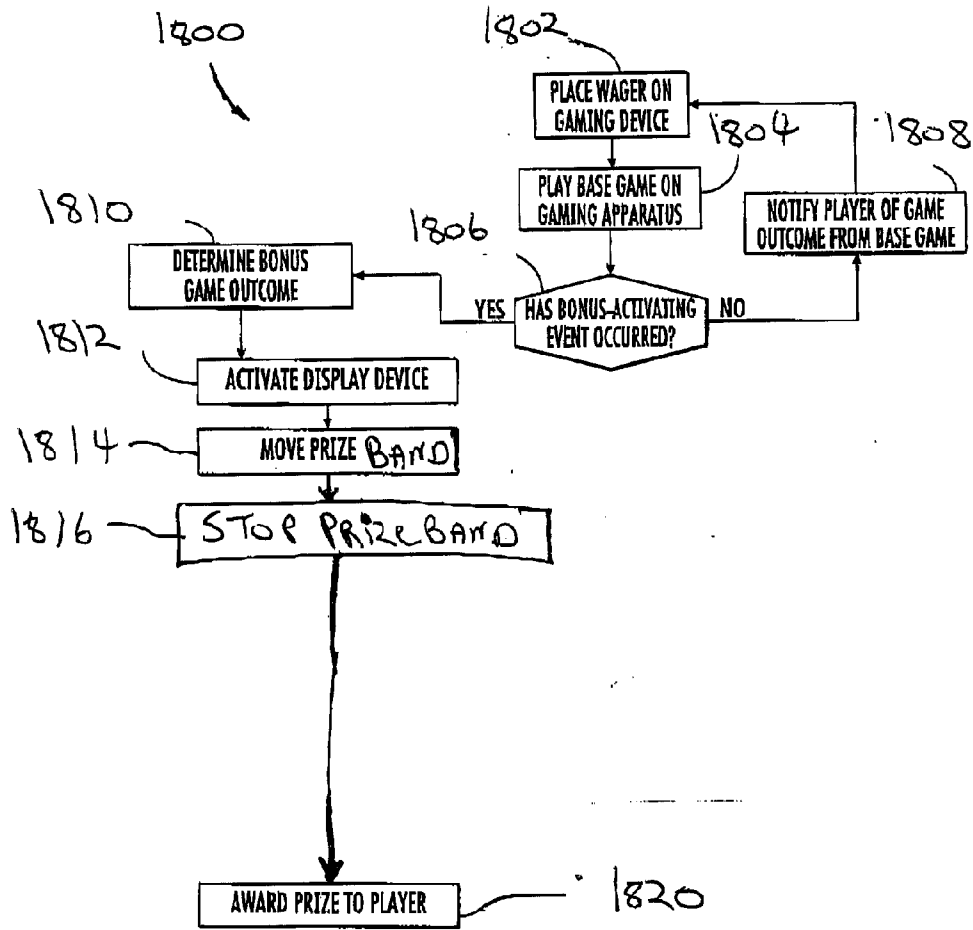 1800
1802
PLACE WAGER ON
GAMING DEVICE
1804
PLAY BASE GAME ON
GAMING APPARATUS
1808
NOTIFY PLAYER OF GAME
OUTCOME FROM BASE GAME
1806
HAS BONUS-ACTIVATING
EVENT OCCURRED?
YES
NO
1810
DETERMINE BONUS
GAME OUTCOME
1812
ACTIVATE DISPLAY DEVICE
1814
MOVE PRIZE BAND
1816
STOP PRIZE BAND
AWARD PRIZE TO PLAYER
1820